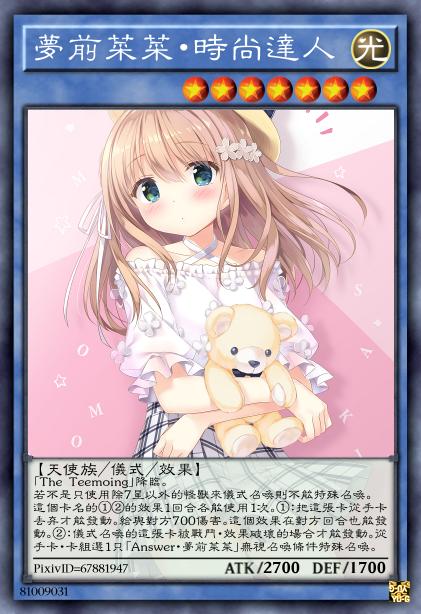 夢前菜菜・時尚達人
光
M
O
M
O
S
A
K
I
【天使族／儀式／效果】
「The Teemoing」降臨。
若不是只使用除7星以外的怪獸來儀式召喚則不能特殊召喚。
這個卡名的①②的效果1回合各能使用1次。①：把這張卡從手
卡丟弃才能發動。給與對方700傷害。這個效果在對方回合也能發
動。②：儀式召喚的這張卡被戰鬥・效果破壞的場合才能發動。從
手卡・卡組選1只「Answer・夢前菜菜」無視召喚條件特殊召喚。
PixivID=67881947
ATK/2700 DEF/1700
81009031